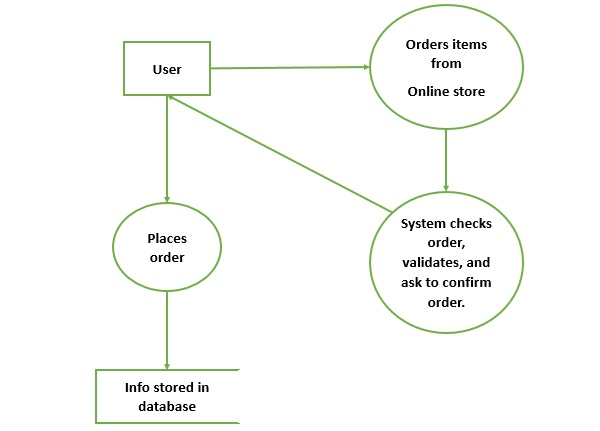 User
Orders items
from
Online store
System checks
order,
validates, and
ask to confirm
order.
Places
order
Info stored in
database